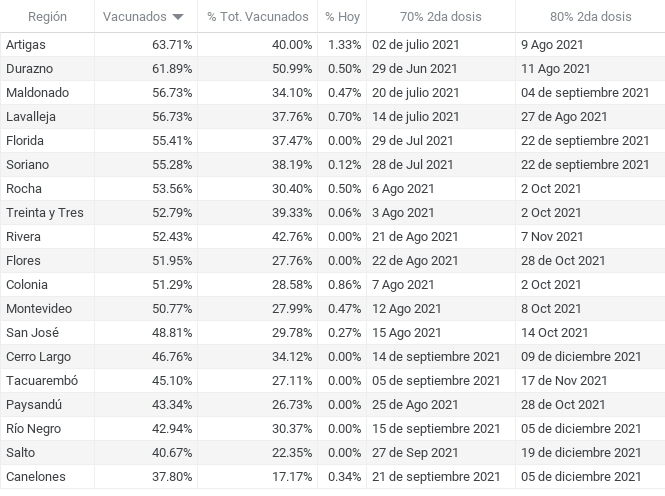 Región Vacunados % Tot. Vacunados % Hoy 70% 2da dosis 80% 2da dosis
Artigas 63.71% 40.00% 1.33% 02 de julio 2021 9 Ago 2021
Durazno 61.89% 50.99% 0.50% 29 de Jun 2021 11 Ago 2021
Maldonado 56.73% 34.10% 0.47% 20 de julio 2021 04 de septiembre 2021
Lavalleja 56.73% 37.76% 0.70% 14 de julio 2021 27 de Ago 2021
Florida 55.41% 37.47% 0.00% 29 de Jul 2021 22 de septiembre 2021
Soriano 55.28% 38.19% 0.12% 28 de Jul 2021 22 de septiembre 2021
Rocha 53.56% 30.40% 0.50% 6 Ago 2021 2 Oct 2021
Treinta y Tres 52.79% 39.33% 0.06% 3 Ago 2021 2 Oct 2021
Rivera 52.43% 42.76% 0.00% 21 de Ago 2021 7 Nov 2021
Flores 51.95% 27.76% 0.00% 22 de Ago 2021 28 de Oct 2021
Colonia 51.29% 28.58% 0.86% 7 Ago 2021 2 Oct 2021
Montevideo 50.77% 27.99% 0.47% 12 Ago 2021 8 Oct 2021
San José 48.81% 29.78% 0.27% 15 Ago 2021 14 Oct 2021
Cerro Largo 46.76% 34.12% 0.00% 14 de septiembre 2021 09 de diciembre 2021
Tacuarembó 45.10% 27.11% 0.00% 05 de septiembre 2021 17 de Nov 2021
Paysandú 43.34% 26.73% 0.00% 25 de Ago 2021 28 de Oct 2021
Río Negro 42.94% 30.37% 0.00% 15 de septiembre 2021 05 de diciembre 2021
Salto 40.67% 22.35% 0.00% 27 de Sep 2021 19 de diciembre 2021
Canelones 37.80% 17.17% 0.34% 21 de septiembre 2021 05 de diciembre 2021